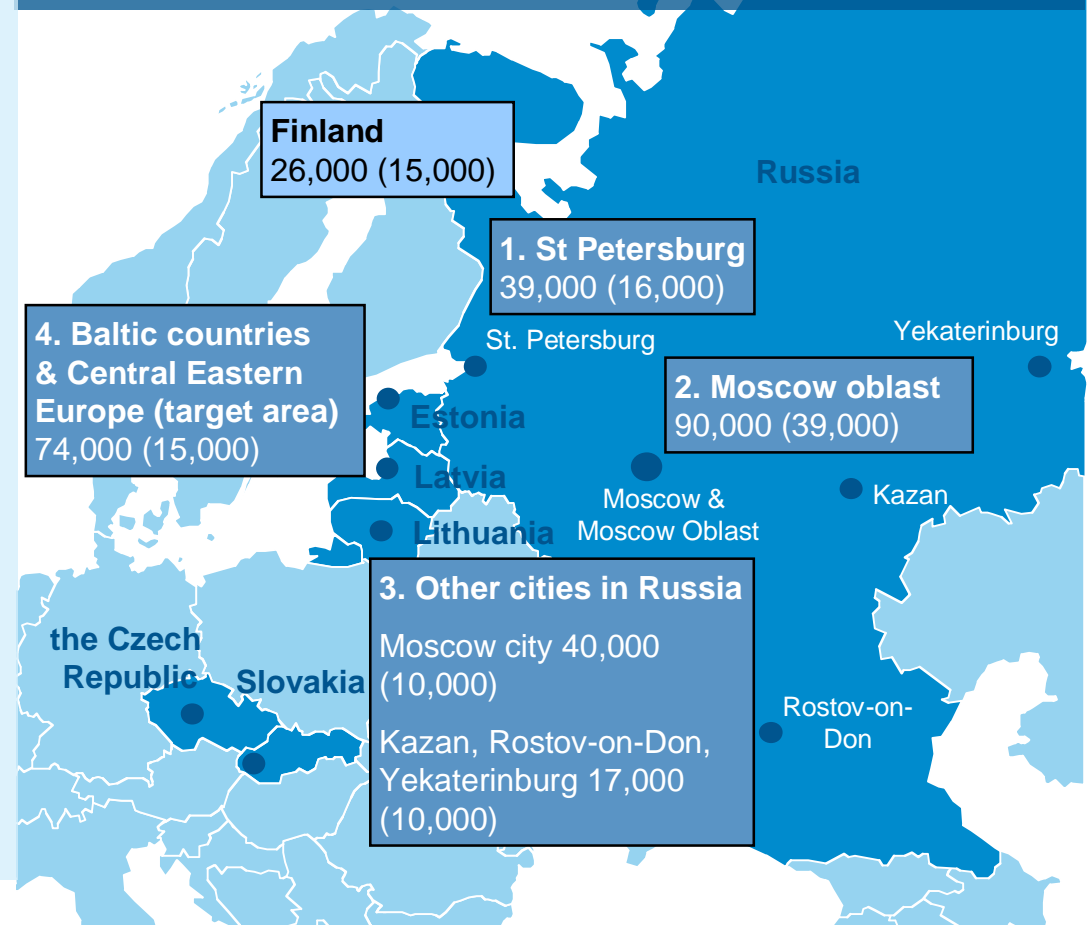 Finland
26,000 (15,000)
Russia
1. St Petersburg
39,000 (16,000)
4. Baltic countries
& Central Eastern
Europe (target area)
74,000 (15,000)
St. Petersburg
Yekaterinburg
2. Moscow oblast
90,000 (39,000)
Estonia
Latvia
Moscow &
Moscow Oblast
Kazan
Lithuania
3. Other cities in Russia
Moscow city 40,000
(10,000)
Kazan, Rostov-on-Don,
Yekaterinburg 17,000
(10,000)
the Czech
Republic
Slovakia
Rostov-on-
Don